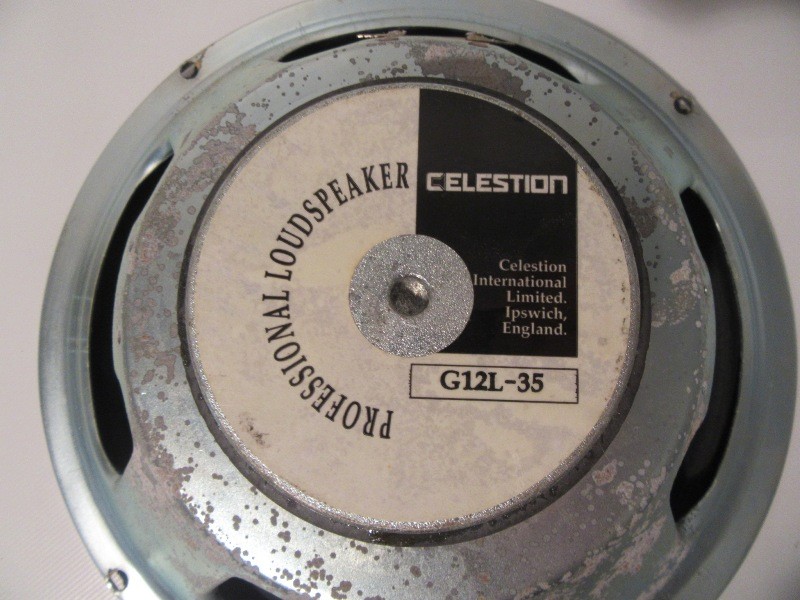 PROFESSIONAL LOUDSPEAKER
CELESTION
Celestion
International
Limited.
Ipswich,
England.
G12L-35